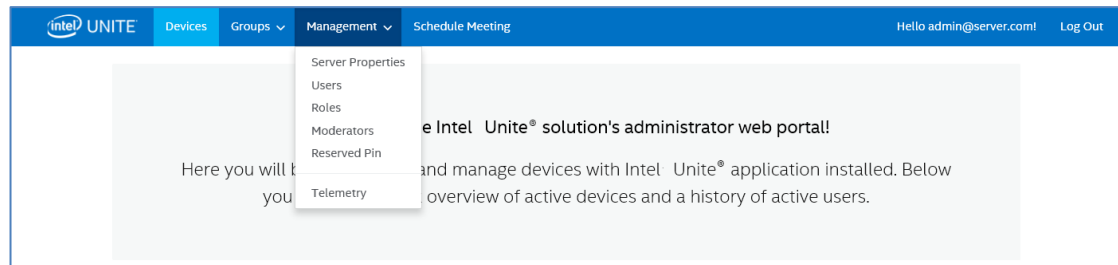 intel UNITE Devices Groups Management Schedule Meeting Hello admin@server.com! Log Out
Server Properties
Users
Roles
Moderators
Reserved Pin
Telemetry
e Intel Unite® solution's administrator web portal!
Here you will and manage devices with Intel Unite® application installed. Below
you overview of active devices and a history of active users.